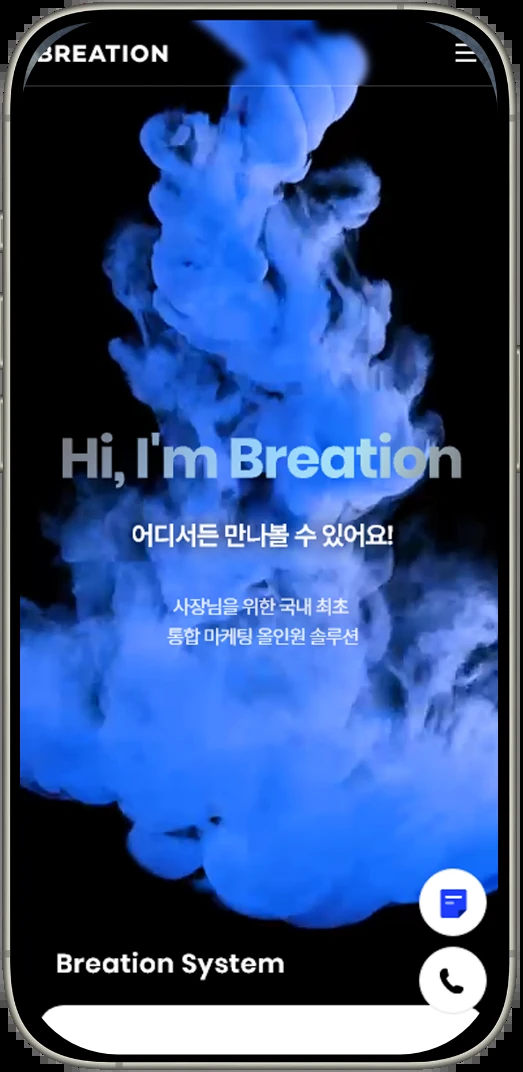 BREATION
Hi, I'm Breation
어디서든 만나볼 수 있어요!
사장님을 위한 국내 최초
통합 마케팅 올인원 솔루션
Breation System